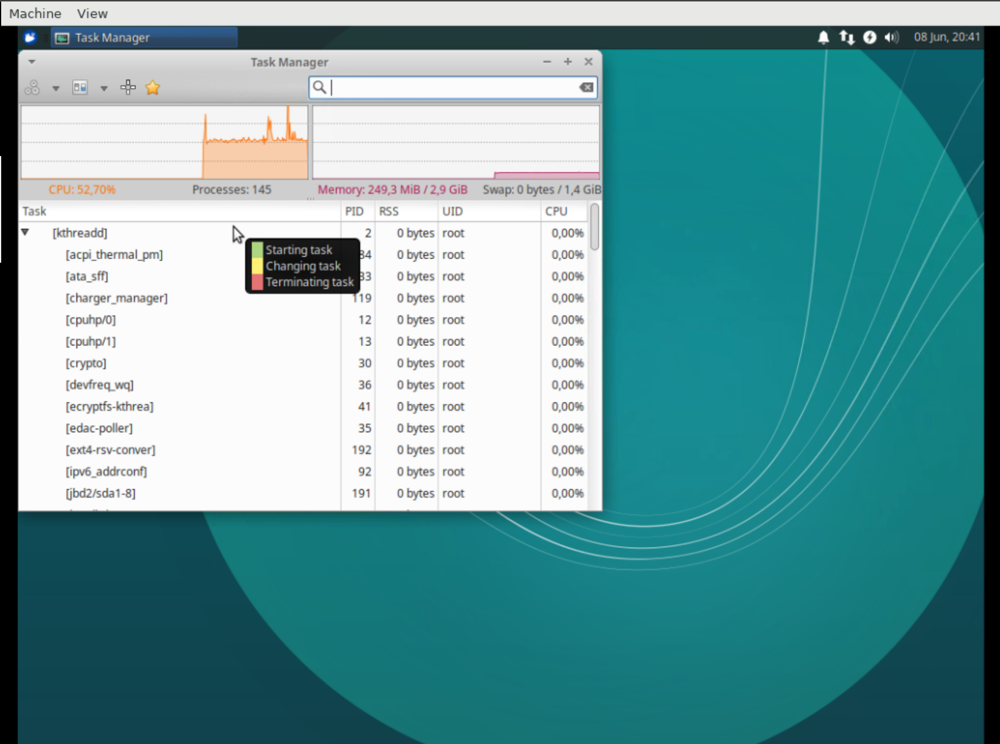 Machine View
Task Manager 08 Jun, 20:41
Task Manager
CPU: 52,70% Processes: 145 Memory: 249,3 MiB / 2,9 GiB Swap: 0 bytes / 1,4 GiB
Task PID RSS UID CPU
[kthreadd] 2 0 bytes root 0,00%
[acpi_thermal_pm] 84 0 bytes root 0,00%
[ata_sff] 83 0 bytes root 0,00%
[charger_manager] 119 0 bytes root 0,00%
[cpuhp/0] 12 0 bytes root 0,00%
[cpuhp/1] 13 0 bytes root 0,00%
[crypto] 30 0 bytes root 0,00%
[devfreq_wq] 36 0 bytes root 0,00%
[ecryptfs-kthrea] 41 0 bytes root 0,00%
[edac-poller] 35 0 bytes root 0,00%
[ext4-rsv-conver] 192 0 bytes root 0,00%
[ipv6_addrconf] 92 0 bytes root 0,00%
[jbd2/sda1-8] 191 0 bytes root 0,00%
Starting task
Changing task
Terminating task